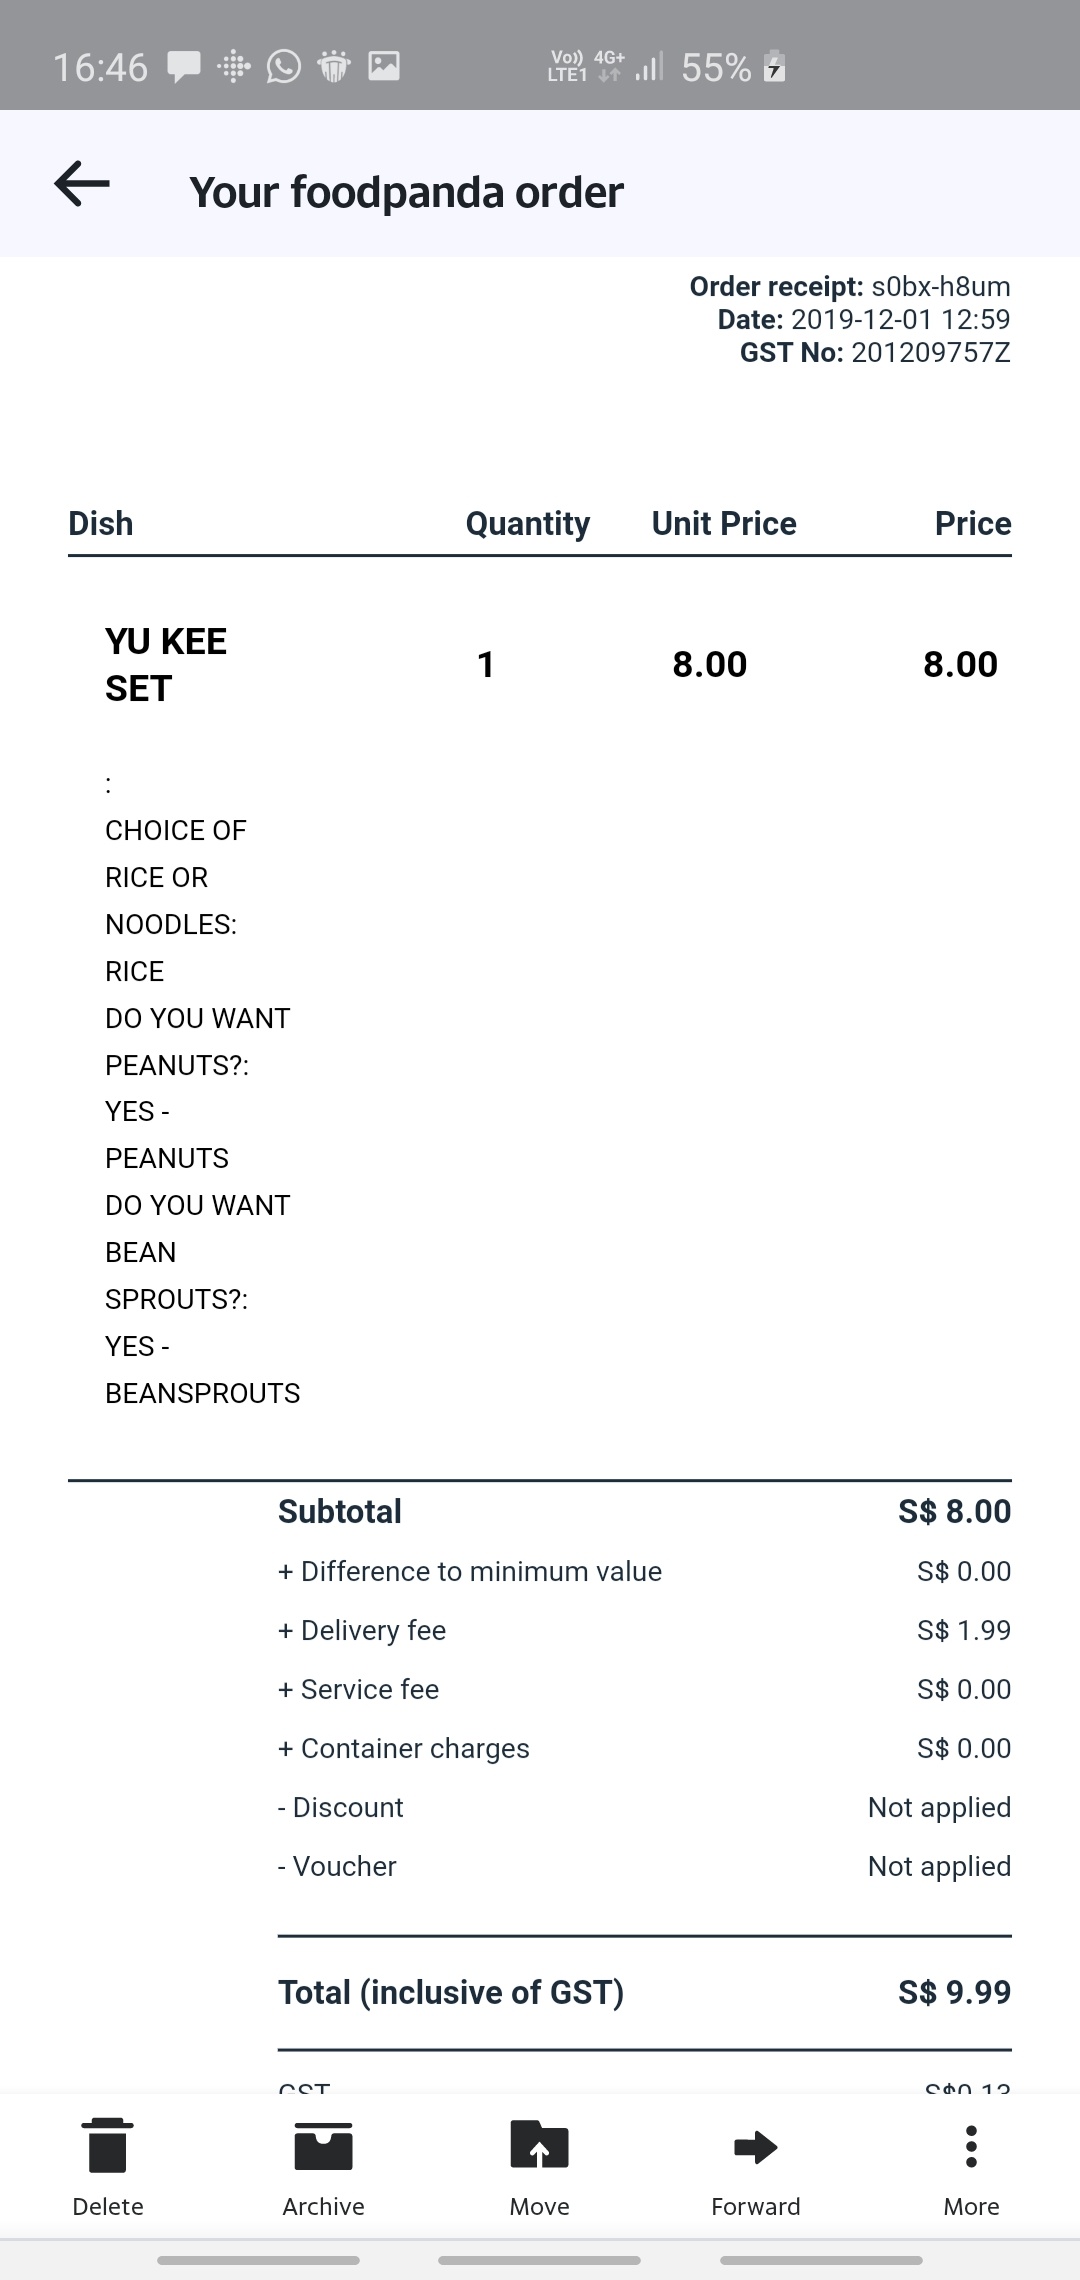 16:46 Vo)) LTE1 4G+ 55%
Your foodpanda order
Order receipt: s0bx-h8um
Date: 2019-12-01 12:59
GST No: 201209757Z
Dish Quantity Unit Price Price
YU KEE SET 1 8.00 8.00
:
CHOICE OF
RICE OR
NOODLES:
RICE
DO YOU WANT
PEANUTS?:
YES -
PEANUTS
DO YOU WANT
BEAN
SPROUTS?:
YES -
BEANSPROUTS
Subtotal S$ 8.00
+ Difference to minimum value S$ 0.00
+ Delivery fee S$ 1.99
+ Service fee S$ 0.00
+ Container charges S$ 0.00
- Discount Not applied
- Voucher Not applied
Total (inclusive of GST) S$ 9.99
GST S$0.13
Delete Archive Move Forward More